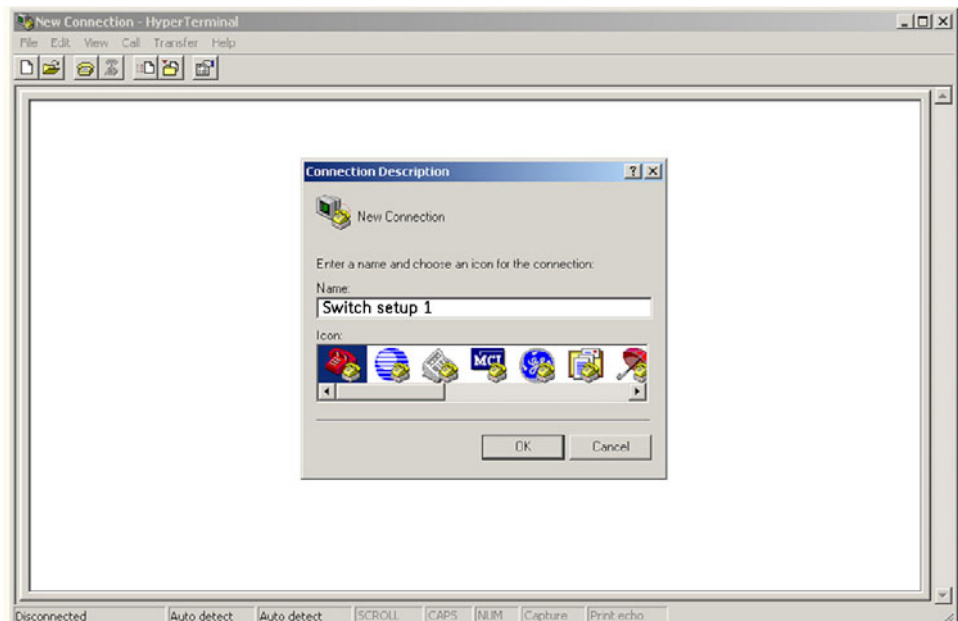 New Connection - HyperTerminal
File Edit View Call Transfer Help
Connection Description
New Connection
Enter a name and choose an icon for the connection:
Name:
Switch setup 1
Icon:
MCI
OK Cancel
Disconnected Auto detect Auto detect SCROLL CAPS NUM Capture Print echo